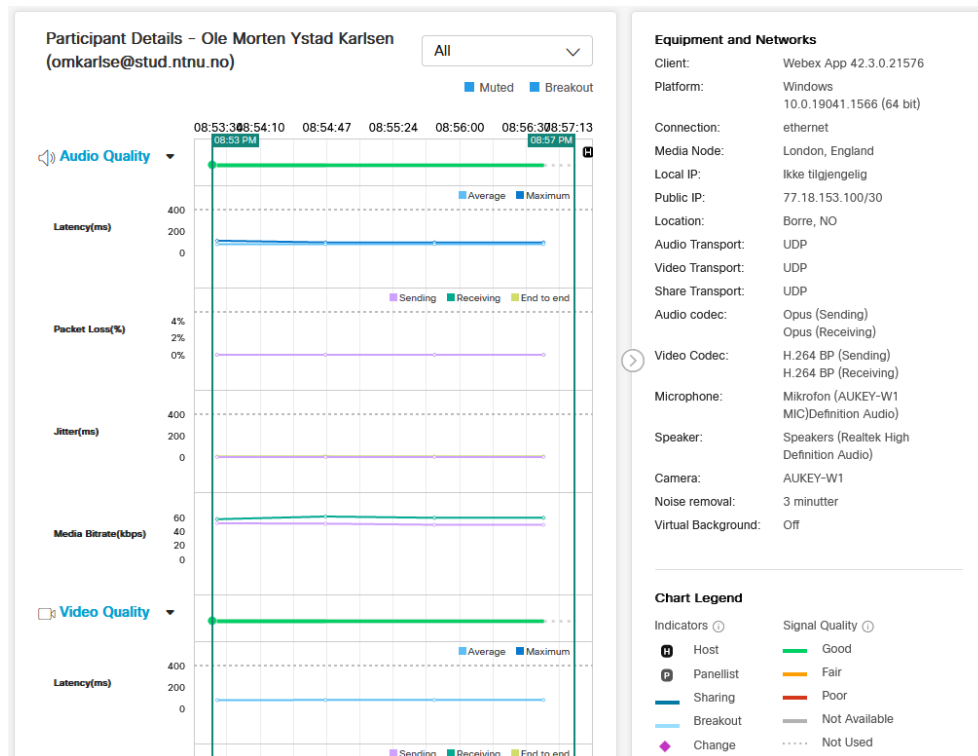 Participant Details - Ole Morten Ystad Karlsen
(omkarlse@stud.ntnu.no)
All
Muted Breakout
08:53:34 08:54:10 08:54:47 08:55:24 08:56:00 08:56:37 08:57:13
08:53 PM 08:57 PM
H
Audio Quality
Average Maximum
Latency(ms)
400
200
0
Sending Receiving End to end
Packet Loss(%)
4%
2%
0%
Jitter(ms)
400
200
0
Media Bitrate(kbps)
60
40
20
0
Video Quality
Average Maximum
Latency(ms)
400
200
0
Sending Receiving End to end
Equipment and Networks
Client: Webex App 42.3.0.21576
Platform: Windows
10.0.19041.1566 (64 bit)
Connection: ethernet
Media Node: London, England
Local IP: Ikke tilgjengelig
Public IP: 77.18.153.100/30
Location: Borre, NO
Audio Transport: UDP
Video Transport: UDP
Share Transport: UDP
Audio codec: Opus (Sending)
Opus (Receiving)
Video Codec: H.264 BP (Sending)
H.264 BP (Receiving)
Microphone: Mikrofon (AUKEY-W1
MIC)Definition Audio)
Speaker: Speakers (Realtek High
Definition Audio)
Camera: AUKEY-W1
Noise removal: 3 minutter
Virtual Background: Off
Chart Legend
Indicators Signal Quality
H Host Good
P Panellist Fair
Sharing Poor
Breakout Not Available
Change Not Used